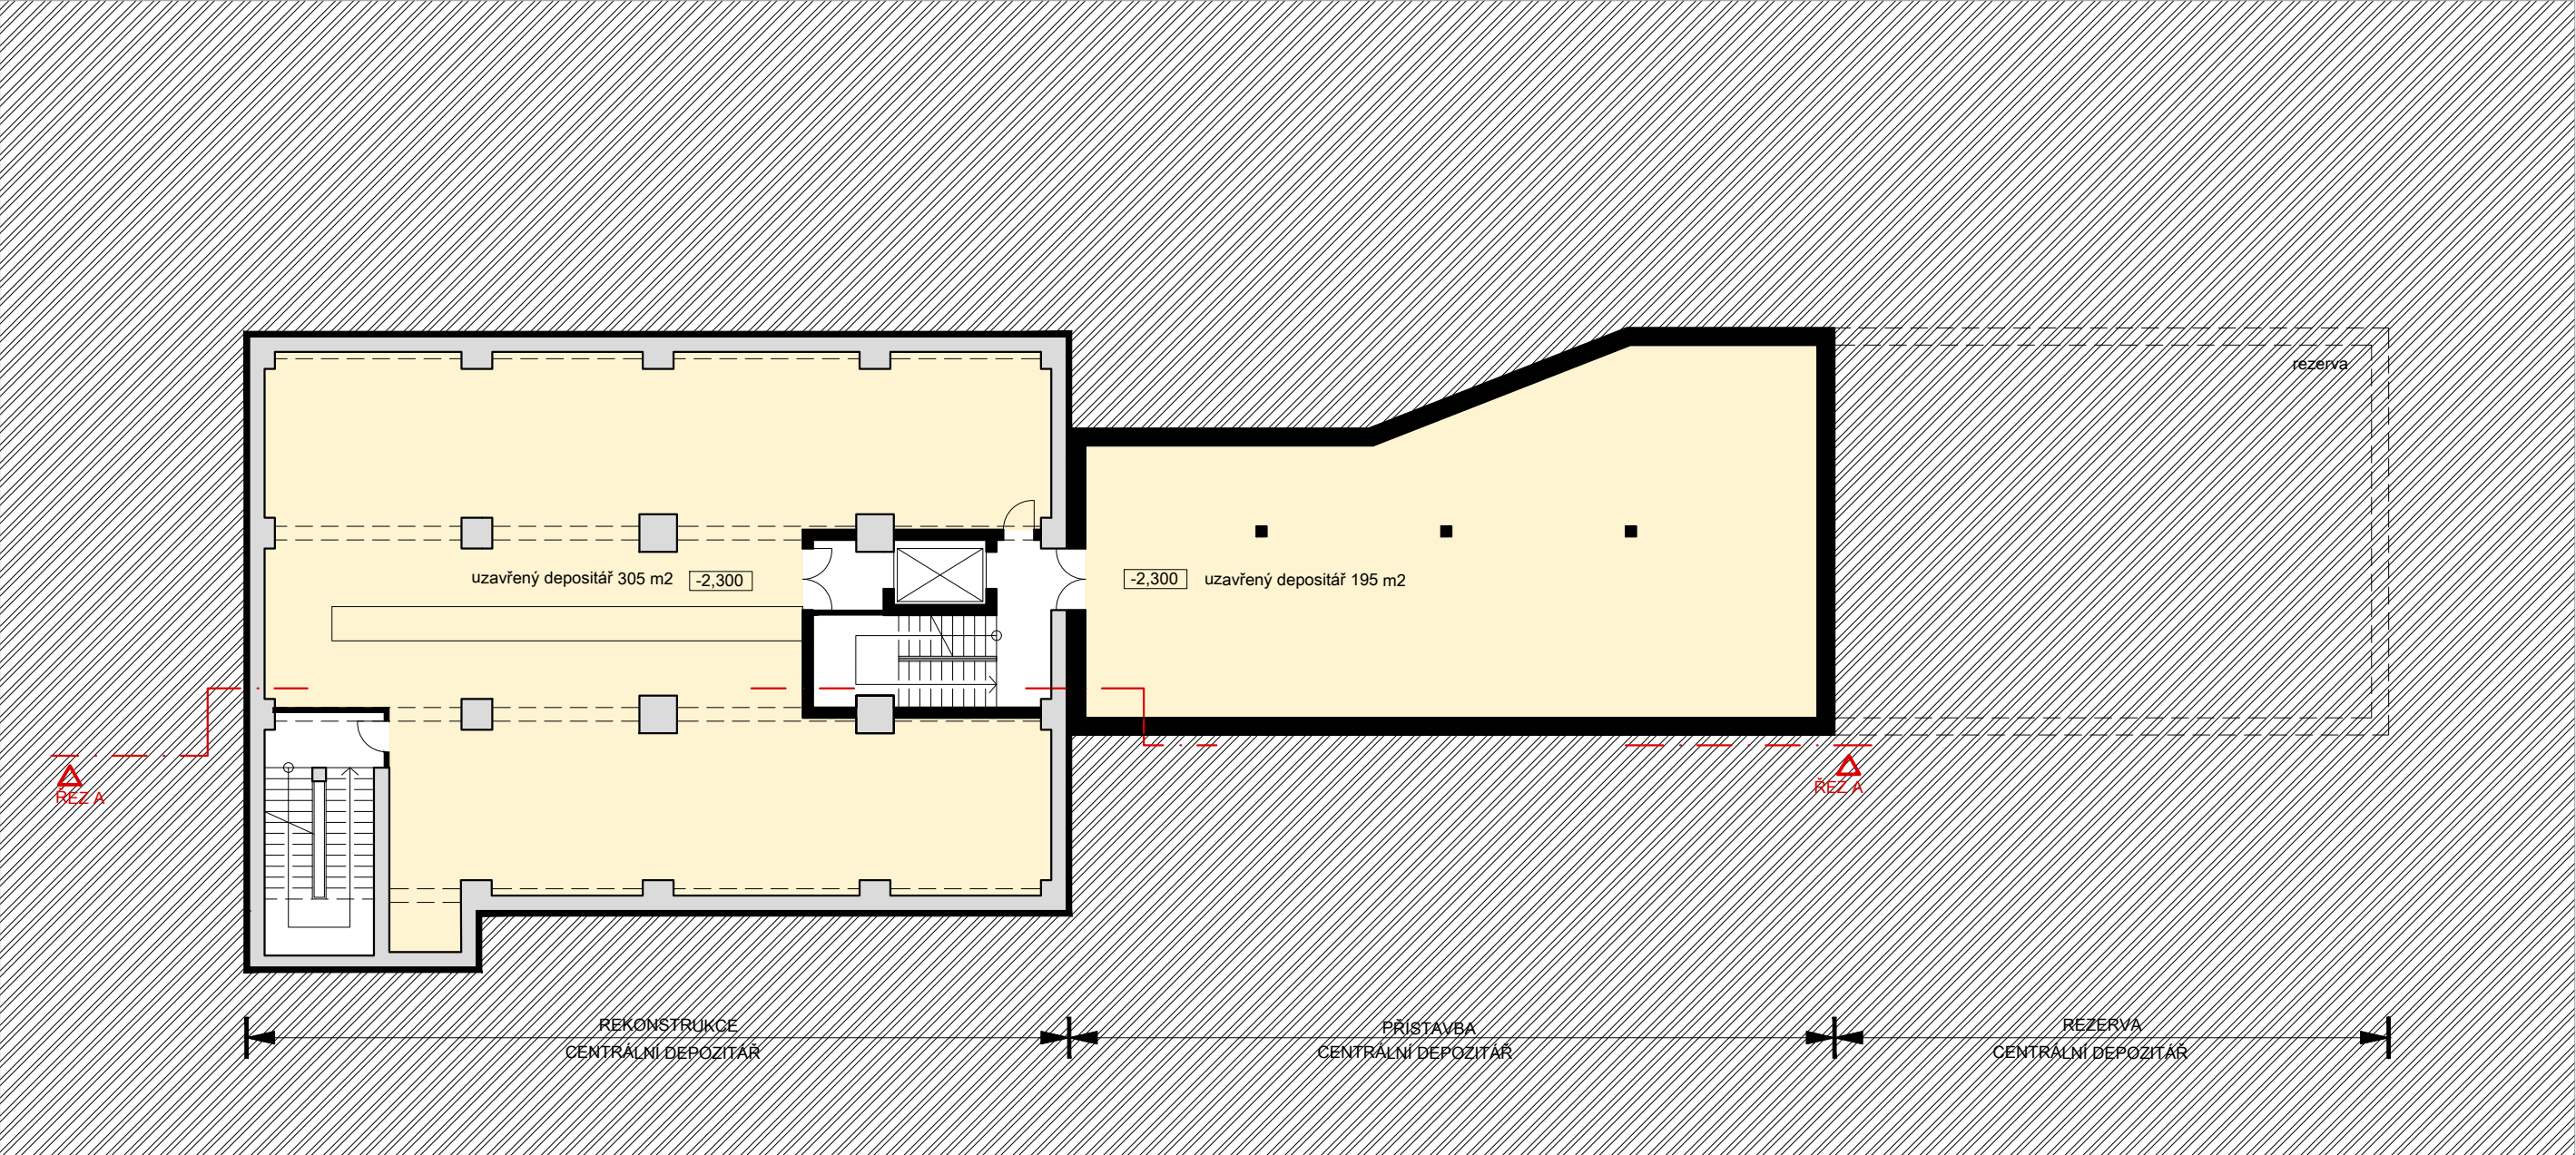 rezerva
uzavřený depositář 305 m2
-2,300
-2,300
uzavřený depositář 195 m2
ŘEZ A
ŘEZ A
REKONSTRUKCE
CENTRÁLNÍ DEPOZITÁŘ
PŘÍSTAVBA
CENTRÁLNÍ DEPOZITÁŘ
REZERVA
CENTRÁLNÍ DEPOZITÁŘ